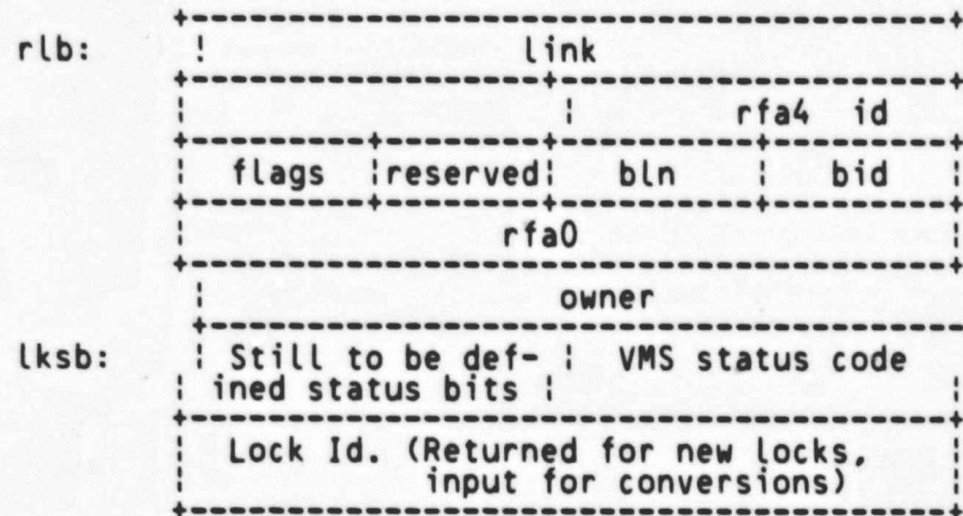 rlb: link
rfa4 id
flags reserved bln bid
rfa0
owner
lksb: Still to be def- VMS status code
ined status bits
Lock Id. (Returned for new locks,
input for conversions)